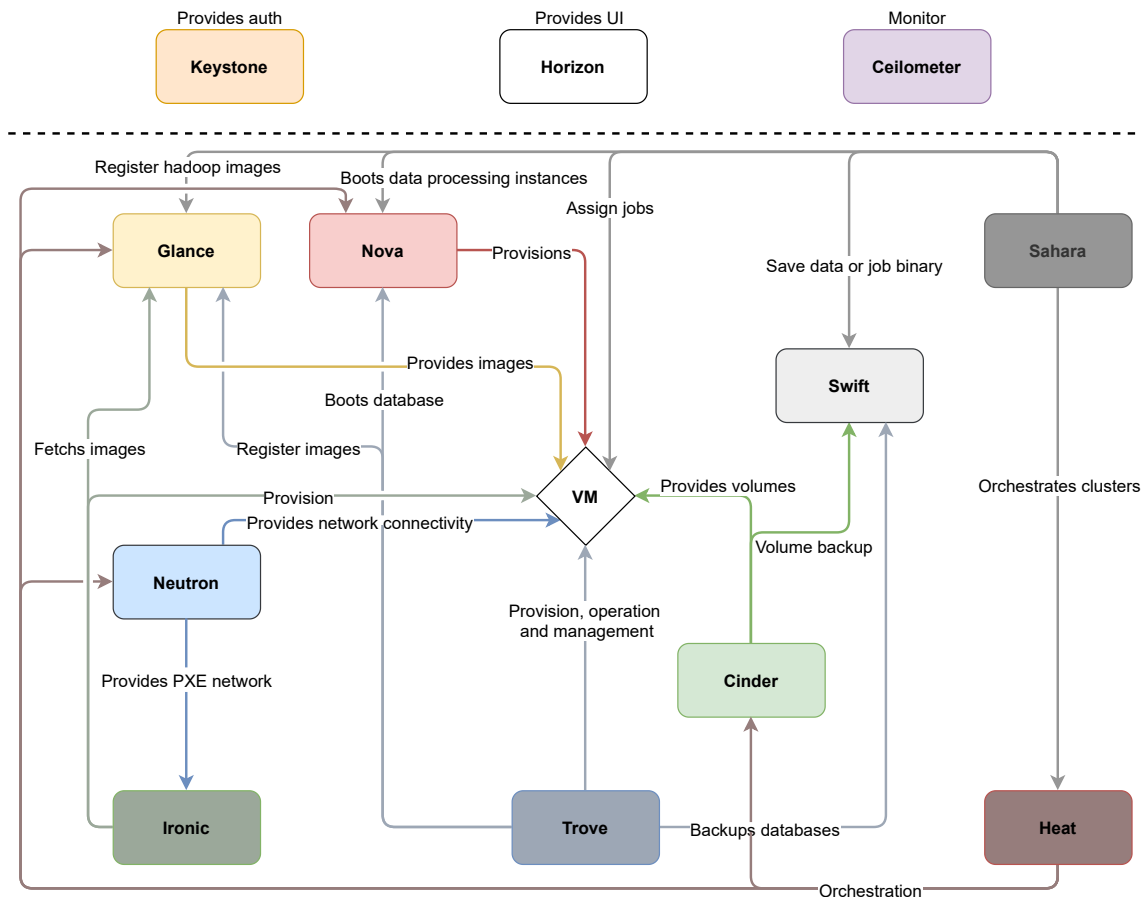 Provides auth
Provides UI
Monitor
Keystone
Horizon
Ceilometer
Register hadoop images
Boots data processing instances
Assign jobs
Glance
Nova
Provisions
Save data or job binary
Sahara
Provides images
Swift
Boots database
Fetchs images
Register images
Provision
VM
Provides volumes
Orchestrates clusters
Provides network connectivity
Volume backup
Neutron
Provision, operation
and management
Provides PXE network
Cinder
Ironic
Trove
Backups databases
Heat
Orchestration